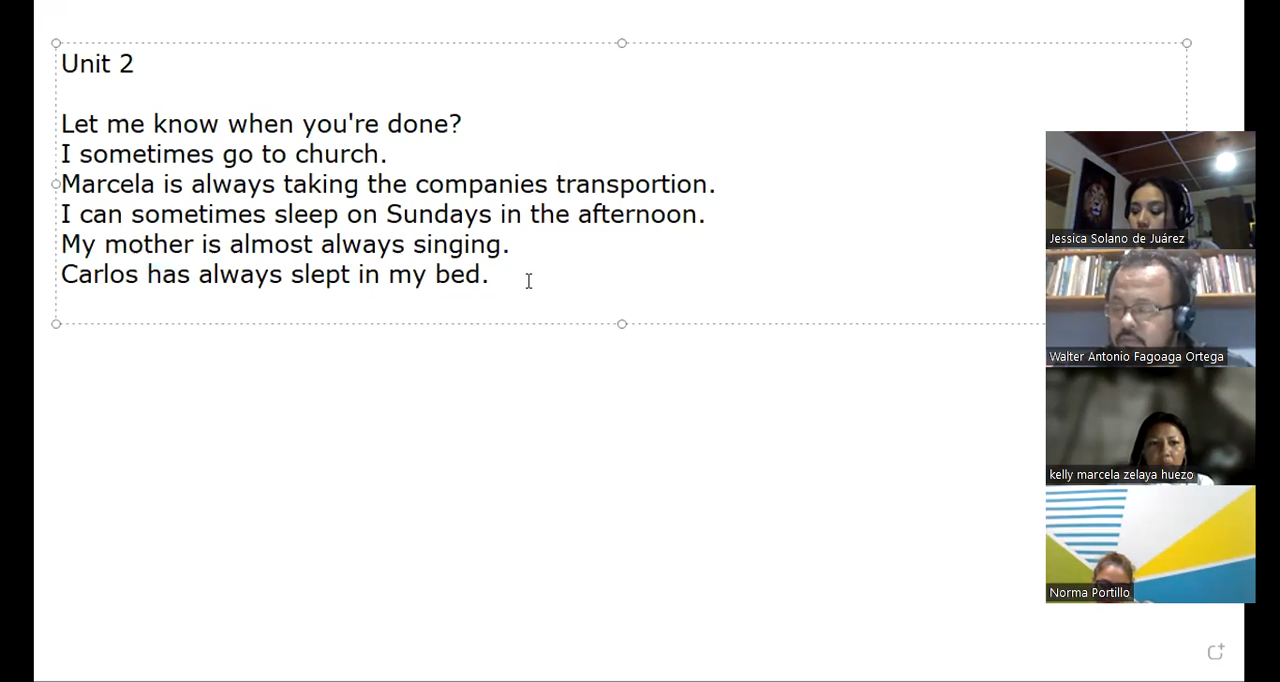 Unit 2
Let me know when you're done?
I sometimes go to church.
Marcela is always taking the companies transportion.
I can sometimes sleep on Sundays in the afternoon.
My mother is almost always singing.
Carlos has always slept in my bed.
Jessica Solano de Juárez
Walter Antonio Fagoaga Ortega
kelly marcela zelaya huezo
Norma Portillo